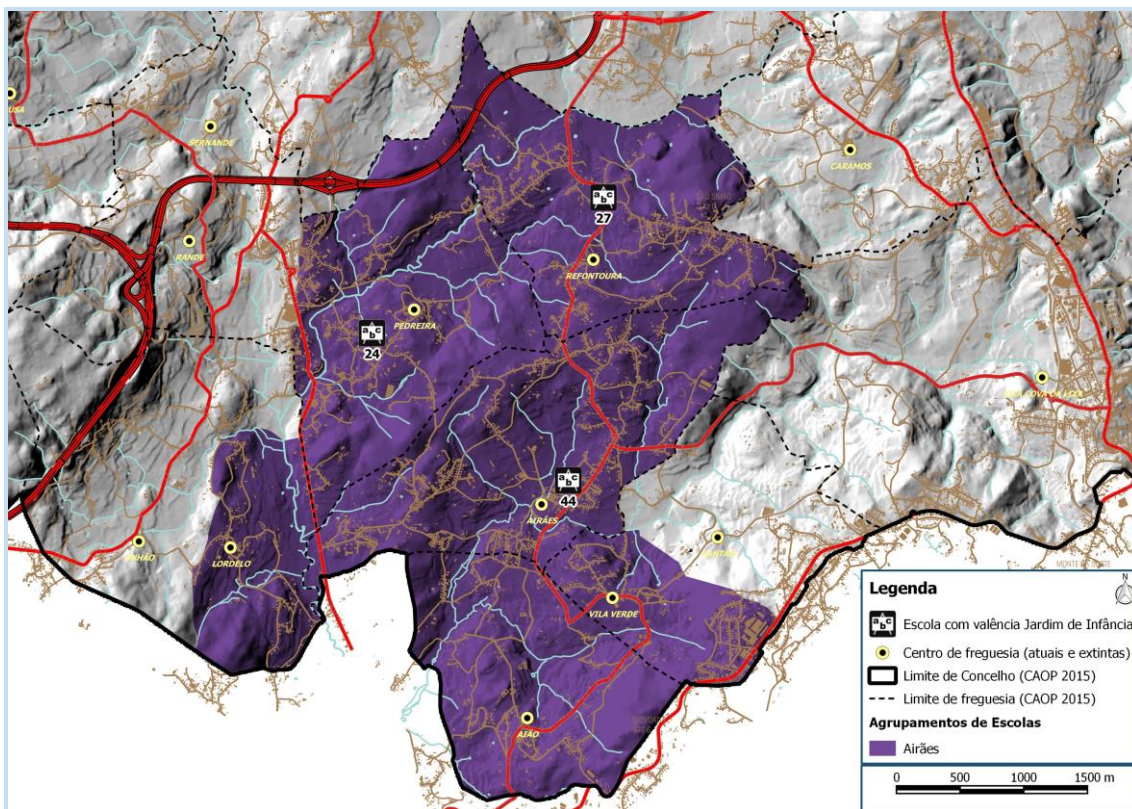 SERNANDE
CARAMOS
27
RANDE
REFONTOURA
PEDREIRA
a b c
24
44
AIRÃES
LORDELO
VILA VERDE
AIÃO
Legenda
N
a b c Escola com valência Jardim de Infância
Centro de freguesia (atuais e extintas)
Limite de Concelho (CAOP 2015)
Limite de freguesia (CAOP 2015)
Agrupamentos de Escolas
Airães
0 500 1000 1500 m